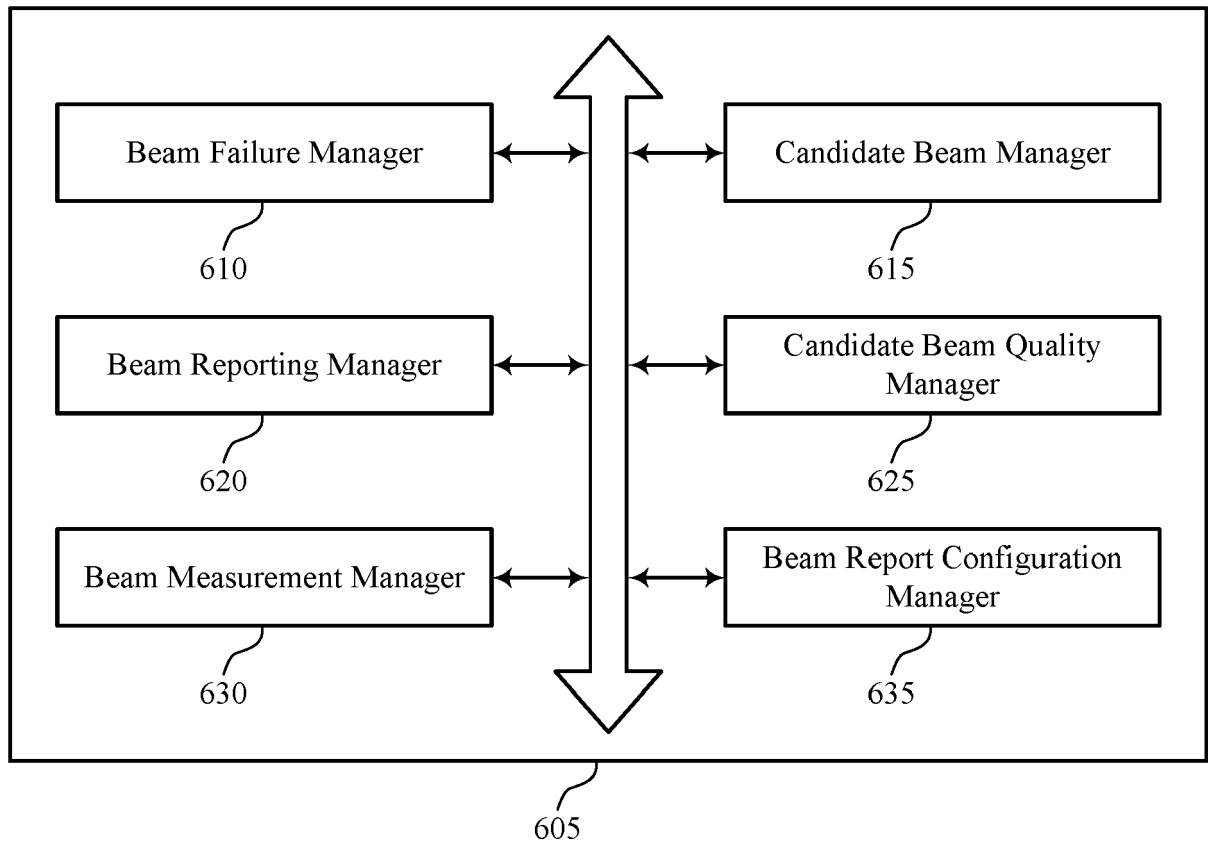 Beam Failure Manager
610
Candidate Beam Manager
615
Beam Reporting Manager
620
Candidate Beam Quality
Manager
625
Beam Measurement Manager
630
Beam Report Configuration
Manager
635
605